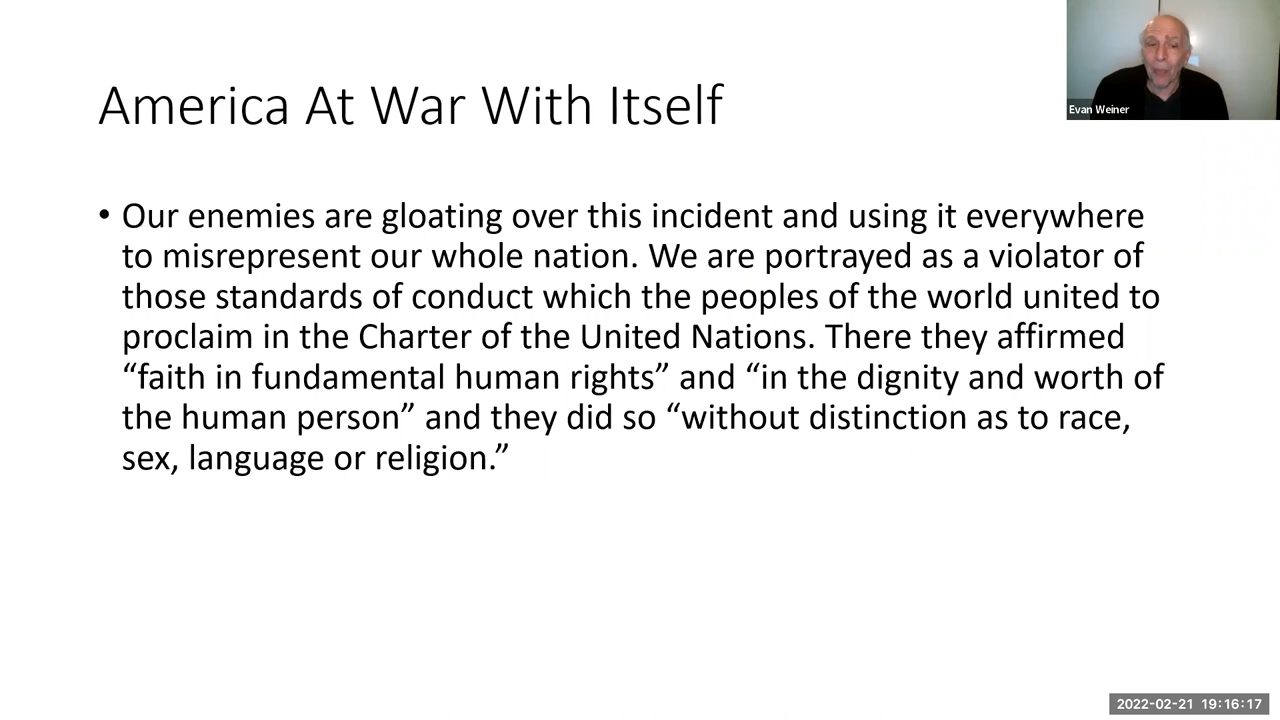 America At War With Itself
Evan Weiner
• Our enemies are gloating over this incident and using it everywhere
to misrepresent our whole nation. We are portrayed as a violator of
those standards of conduct which the peoples of the world united to
proclaim in the Charter of the United Nations. There they affirmed
“faith in fundamental human rights” and “in the dignity and worth of
the human person” and they did so “without distinction as to race,
sex, language or religion.”
2022-02-21 19:16:17